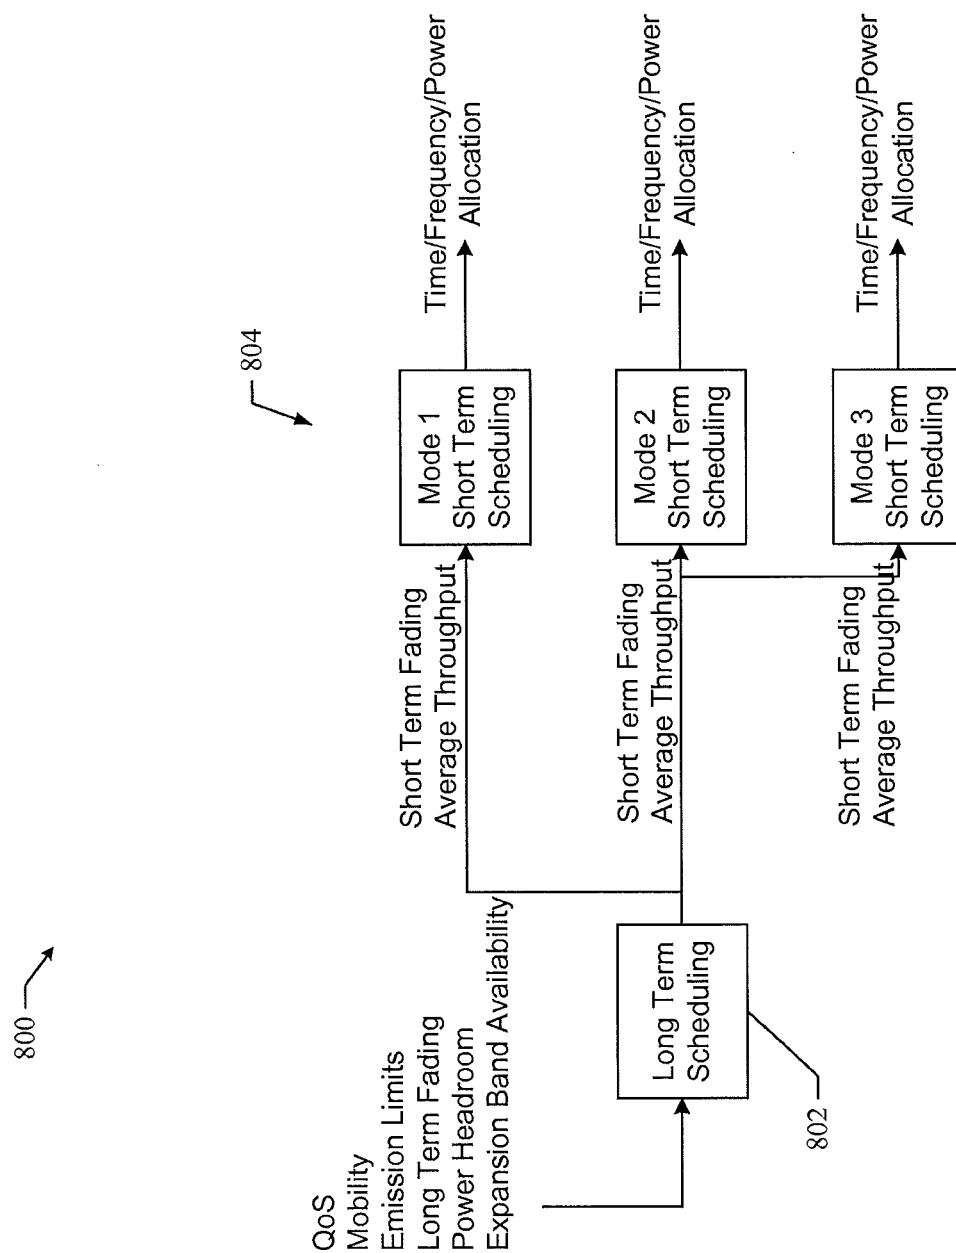 800
804
QoS
Mobility
Emission Limits
Long Term Fading
Power Headroom
Expansion Band Availability
Long Term
Scheduling
802
Short Term Fading
Average Throughput
Mode 1
Short Term
Scheduling
Time/Frequency/Power
Allocation
Short Term Fading
Average Throughput
Mode 2
Short Term
Scheduling
Time/Frequency/Power
Allocation
Short Term Fading
Average Throughput
Mode 3
Short Term
Scheduling
Time/Frequency/Power
Allocation